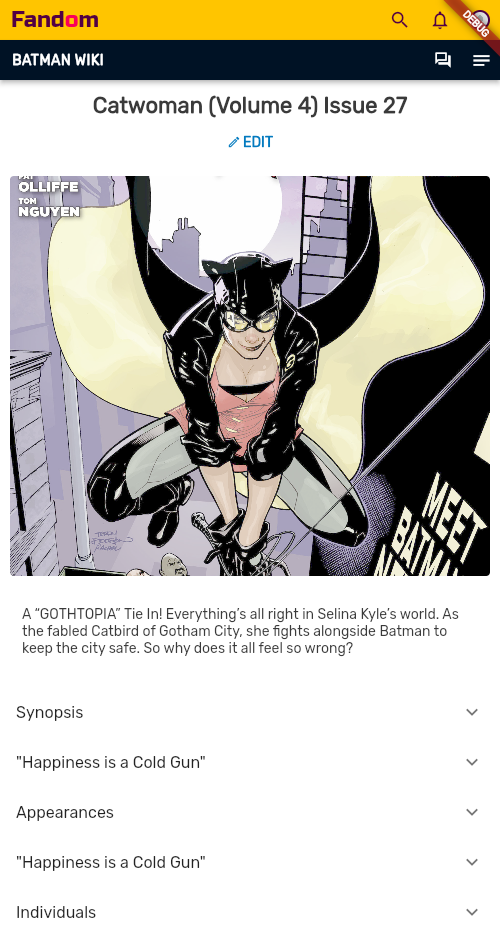 Fandom
DEBUG
BATMAN WIKI
Catwoman (Volume 4) Issue 27
EDIT
PAT
OLLIFFE
TOM
NGUYEN
MEET
A “GOTHTOPIA” Tie In! Everything’s all right in Selina Kyle’s world. As
the fabled Catbird of Gotham City, she fights alongside Batman to
keep the city safe. So why does it all feel so wrong?
Synopsis
"Happiness is a Cold Gun"
Appearances
"Happiness is a Cold Gun"
Individuals